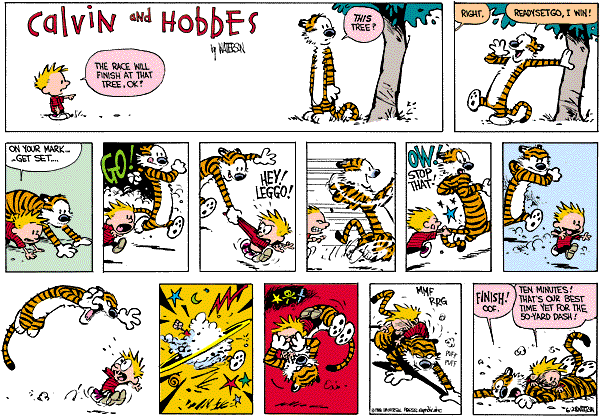 Calvin and Hobbes
by WATTERSON
THE RACE WILL
FINISH AT THAT
TREE, OK?
THIS
TREE?
RIGHT.
READYSETGO, I WIN!
ON YOUR MARK...
..GET SET....
GO!
HEY!
LEGGO!
OW!
STOP
THAT-
MMF
RRG
PUFF
PUFF
FINISH!
OOF.
TEN MINUTES!
THAT'S OUR BEST
TIME YET FOR THE
50-YARD DASH!